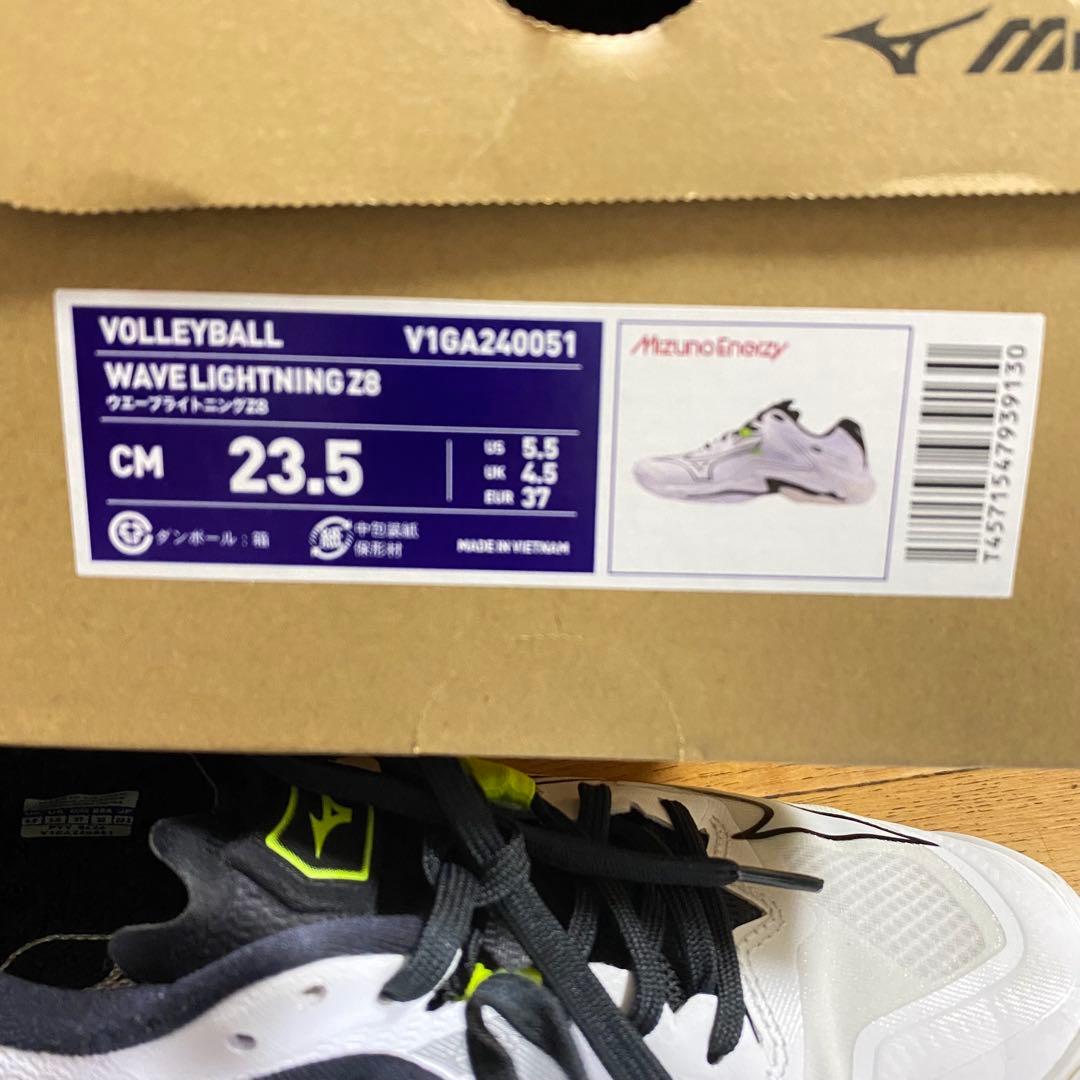 VOLLEYBALL V1GA240051
WAVE LIGHTNING Z8
ウエーブライトニングZ8
CM 23.5
US 5.5
UK 4.5
EUR 37
ダンボール：箱
紙 中包装紙
保形材
MADE IN VIETNAM
Mizuno Enerzy
T4571547939130